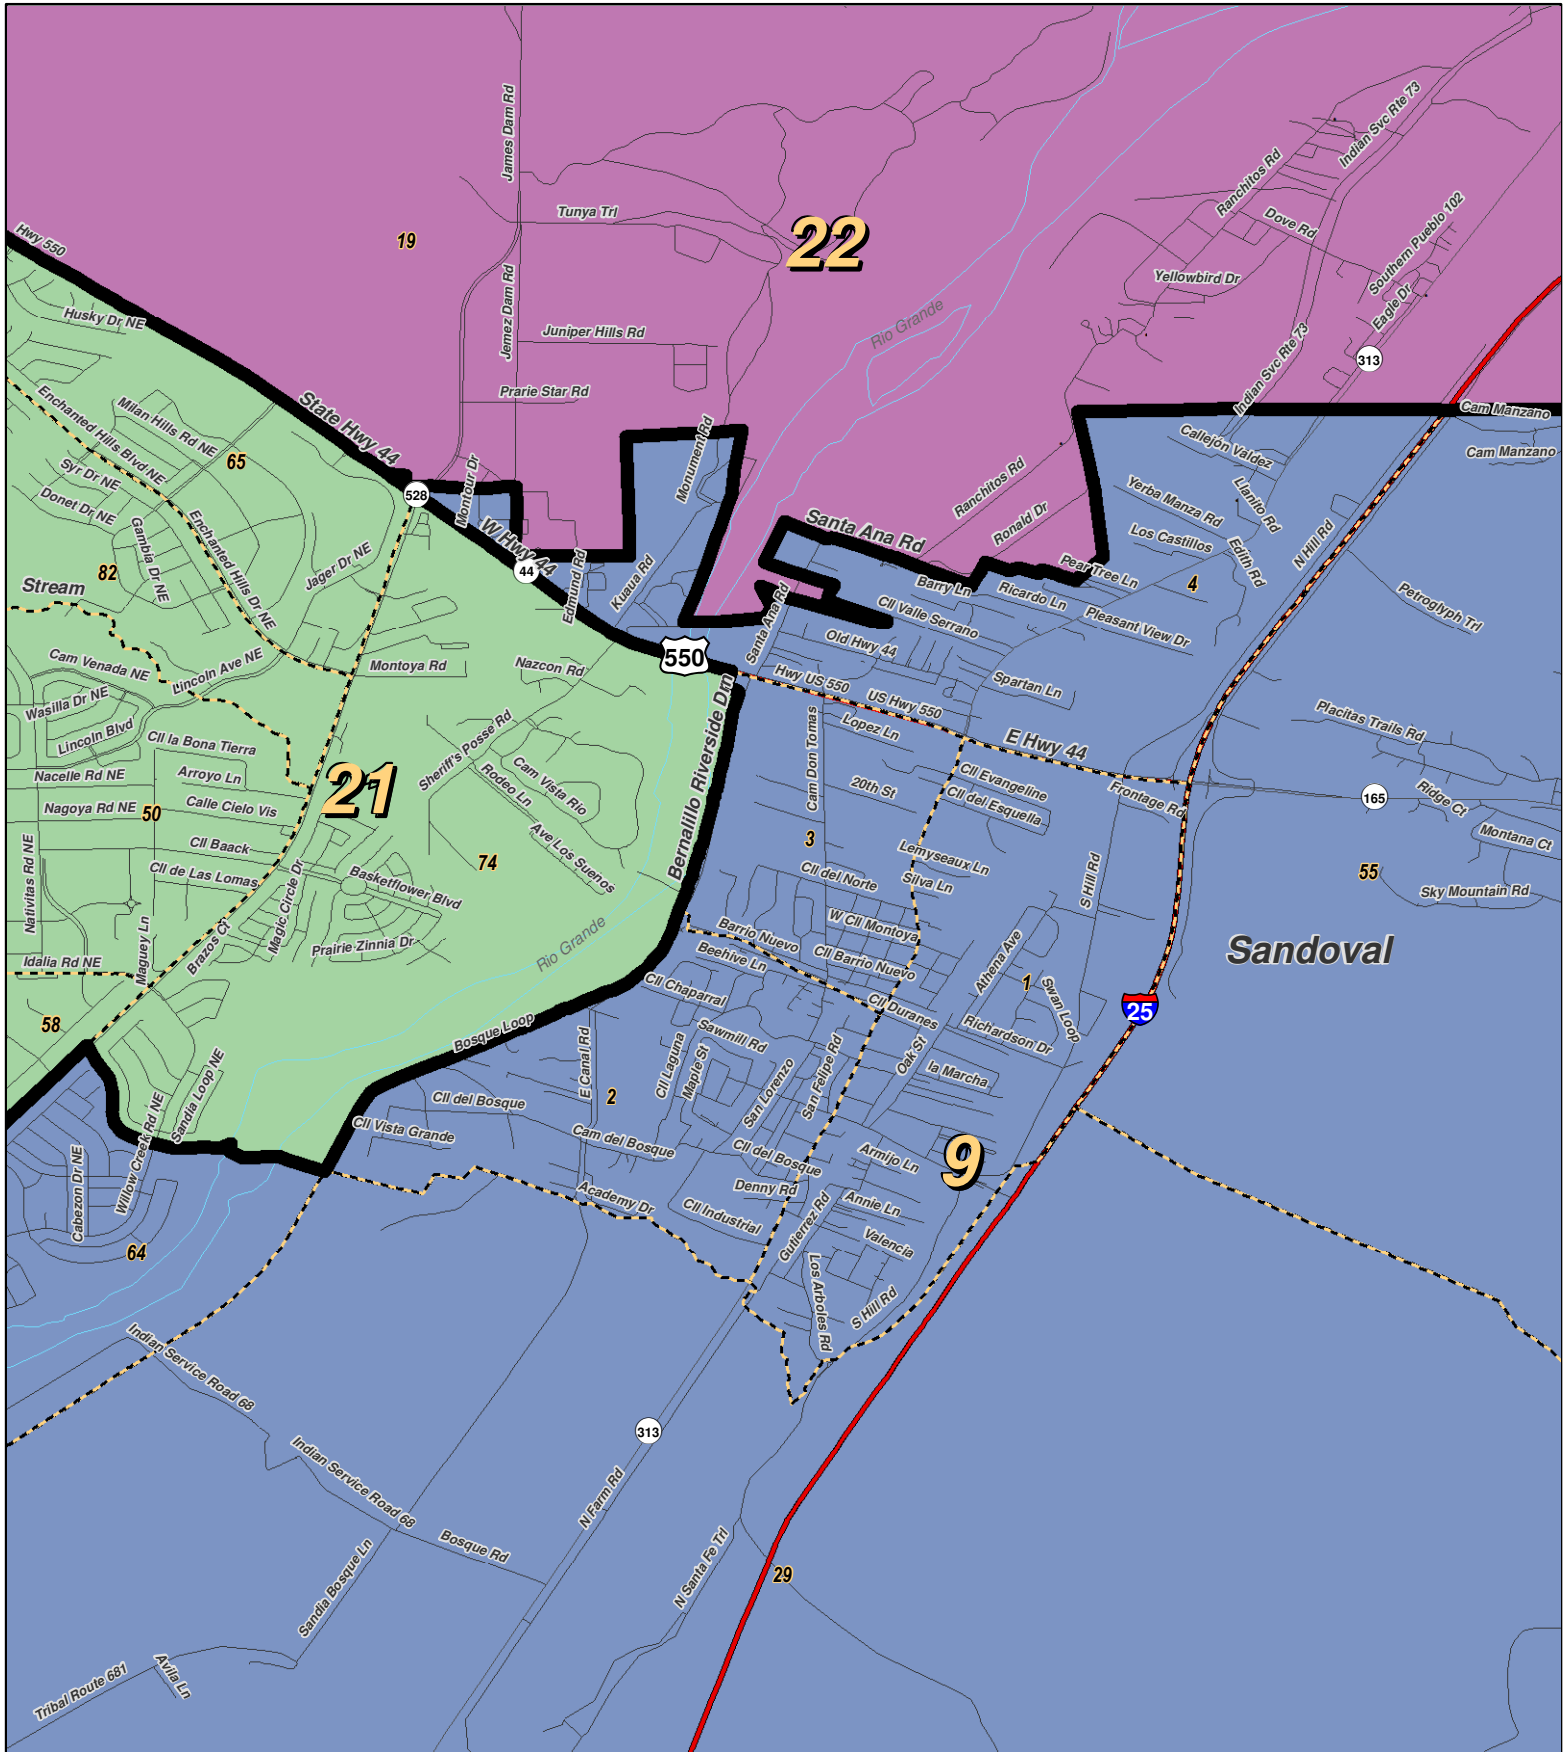 James Dam Rd
Indian Svc Rte 73
Ranchitos Rd
Tunya Trl
22
19
Dove Rd
Southern Pueblo 102
Hwy 550
Yellowbird Dr
Eagle Dr
Jemez Dam Rd
Rio Grande
Husky Dr NE
Juniper Hills Rd
Indian Svc Rte 73
313
Prarie Star Rd
Cam Manzano
Enchanted Hills Blvd NE
Milan Hills Rd NE
State Hwy 44
Monument Rd
Callejón Valdez
Cam Manzano
65
Syr Dr NE
Montour Dr
Ranchitos Rd
Yerba Manza Rd
Llanito Rd
Donet Dr NE
528
Gambia Dr NE
Enchanted Hills Dr NE
W Hwy 44
Santa Ana Rd
Ronald Dr
Los Castillos
Edith Rd
N Hill Rd
Jager Dr NE
44
Edmund Rd
Kuaua Rd
Pear Tree Ln
82
Stream
Barry Ln
Ricardo Ln
4
Petroglyph Trl
Cll Valle Serrano
Pleasant View Dr
Santa Ana Rd
Old Hwy 44
Cam Venada NE
Lincoln Ave NE
Montoya Rd
Nazcon Rd
550
Hwy US 550
US Hwy 550
Spartan Ln
Wasilla Dr NE
Lincoln Blvd
Cll la Bona Tierra
Sheriff's Posse Rd
Bernalillo Riverside Drn
Cam Don Tomas
Lopez Ln
E Hwy 44
Placitas Trails Rd
Nacelle Rd NE
Arroyo Ln
21
Rodeo Ln
Cam Vista Rio
20th St
Cll Evangeline
Cll del Esquella
Frontage Rd
165
Ridge Ct
Nagoya Rd NE
50
Calle Cielo Vis
Ave Los Suenos
3
Montana Ct
Nativitas Rd NE
Cll Baack
74
Lemyseaux Ln
Cll de Las Lomas
Magic Circle Dr
Basketflower Blvd
Cll del Norte
Silva Ln
S Hill Rd
55
Sky Mountain Rd
Maguey Ln
Brazos Ct
Prairie Zinnia Dr
Rio Grande
Barrio Nuevo
W Cll Montoya
Athena Ave
Sandoval
Idalia Rd NE
Beehive Ln
Cll Barrio Nuevo
1
Swan Loop
58
Cll Chaparral
Cll Duranes
25
Bosque Loop
Sawmill Rd
Richardson Dr
Sandia Loop NE
E Canal Rd
Cll Laguna
Maple St
San Lorenzo
San Felipe Rd
Oak St
la Marcha
Willow Creek Rd NE
Cll del Bosque
2
Cll Vista Grande
Cam del Bosque
Cll del Bosque
Armijo Ln
9
Cabezon Dr NE
Academy Dr
Denny Rd
Annie Ln
Cll Industrial
Gutierrez Rd
Valencia
64
Los Arboles Rd
S Hill Rd
Indian Service Road 68
313
Indian Service Road 68
N Farm Rd
Bosque Rd
Sandia Bosque Ln
N Santa Fe Trl
29
Tribal Route 681
Avila Ln